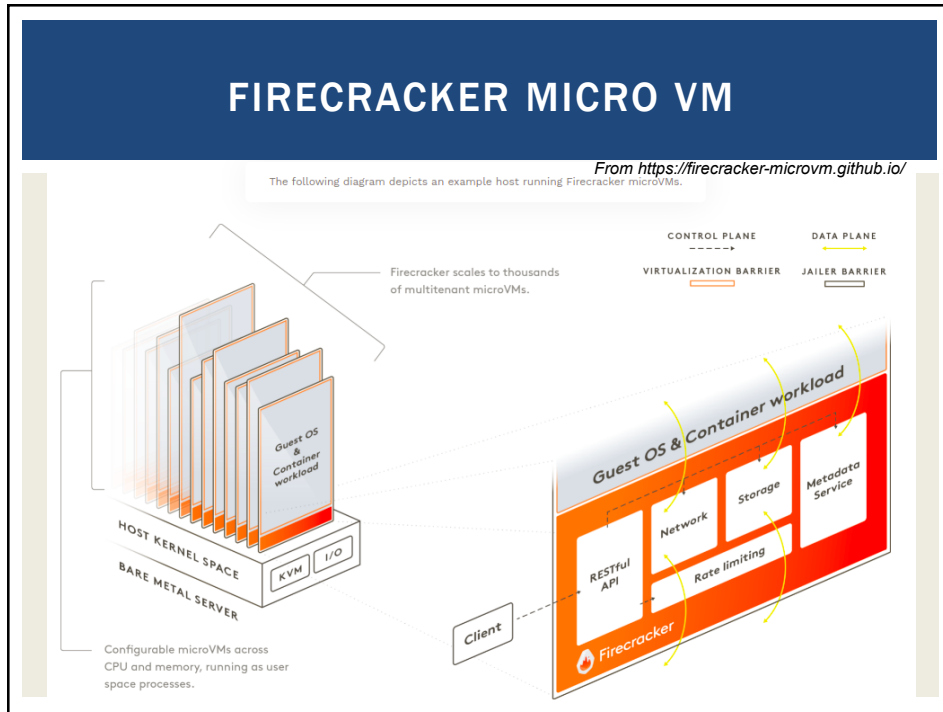 FIRECRACKER MICRO VM
From https://firecracker-microvm.github.io/
The following diagram depicts an example host running Firecracker microVMs.
CONTROL PLANE
DATA PLANE
VIRTUALIZATION BARRIER
JAILER BARRIER
Firecracker scales to thousands
of multitenant microVMs.
Guest OS
&
Container
workload
HOST KERNEL SPACE
KVM
I/O
BARE METAL SERVER
Configurable microVMs across
CPU and memory, running as user
space processes.
Guest OS & Container workload
Client
RESTful
API
Network
Storage
Metadata
Service
Rate limiting
Firecracker